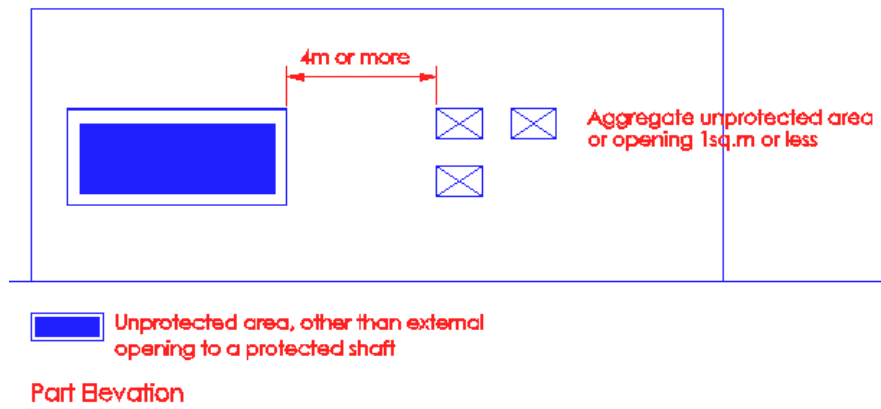 4m or more
Aggregate unprotected area
or opening 1sq.m or less
Unprotected area, other than external
opening to a protected shaft
Part Elevation